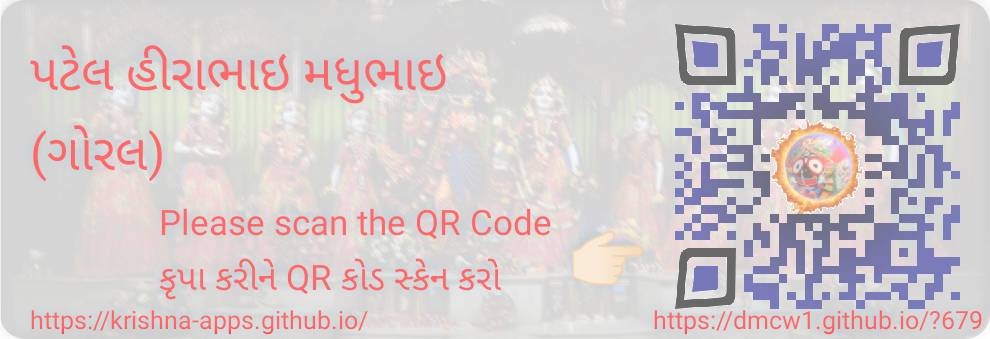 પટેલ હીરાભાઇ મધુભાઇ
(ગોરલ)
Please scan the QR Code
કૃપા કરીને QR કોડ સ્કેન કરો
https://krishna-apps.github.io/
https://dmcw1.github.io/?679